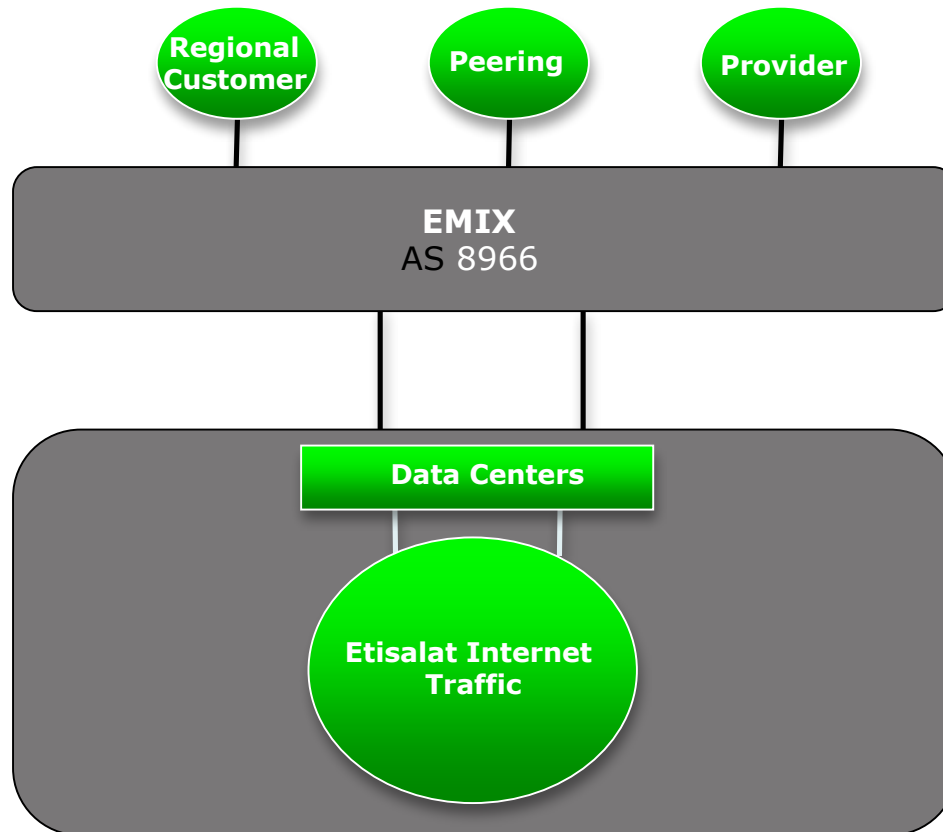 Regional
Customer
Peering
Provider
EMIX
AS 8966
Data Centers
Etisalat Internet
Traffic